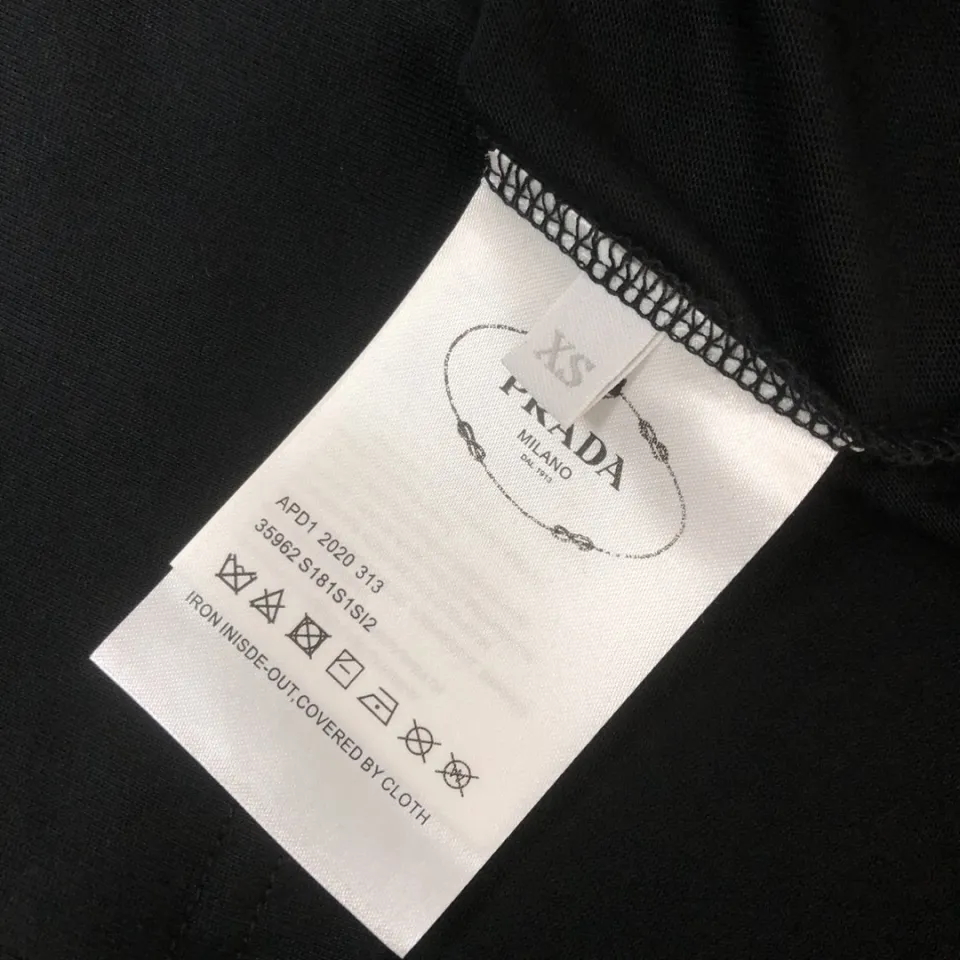 XS
PRADA
MILANO
DAL 1913
APD1 2020 313
35962 S181S1SI2
IRON INISDE-OUT,COVERED BY CLOTH